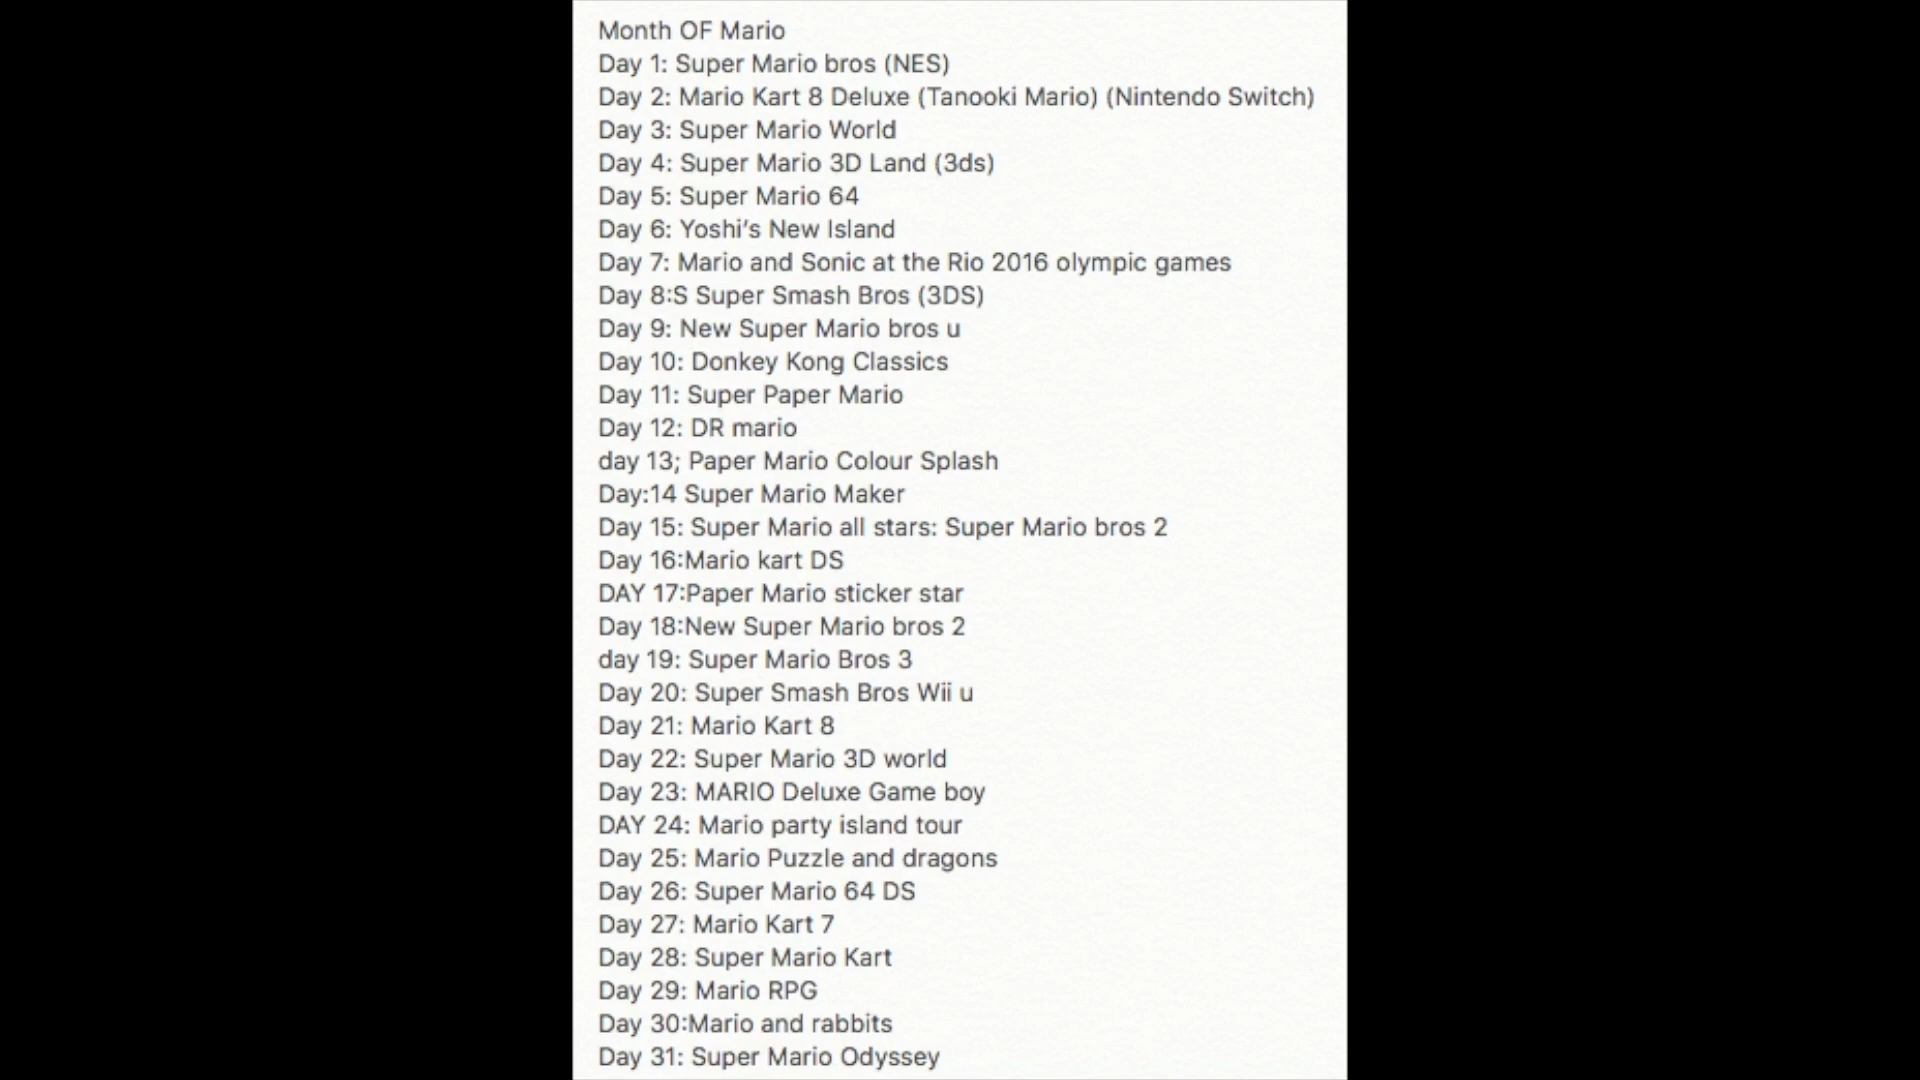 Month OF Mario
Day 1: Super Mario bros (NES)
Day 2: Mario Kart 8 Deluxe (Tanooki Mario) (Nintendo Switch)
Day 3: Super Mario World
Day 4: Super Mario 3D Land (3ds)
Day 5: Super Mario 64
Day 6: Yoshi’s New Island
Day 7: Mario and Sonic at the Rio 2016 olympic games
Day 8:S Super Smash Bros (3DS)
Day 9: New Super Mario bros u
Day 10: Donkey Kong Classics
Day 11: Super Paper Mario
Day 12: DR mario
day 13; Paper Mario Colour Splash
Day:14 Super Mario Maker
Day 15: Super Mario all stars: Super Mario bros 2
Day 16:Mario kart DS
DAY 17:Paper Mario sticker star
Day 18:New Super Mario bros 2
day 19: Super Mario Bros 3
Day 20: Super Smash Bros Wii u
Day 21: Mario Kart 8
Day 22: Super Mario 3D world
Day 23: MARIO Deluxe Game boy
DAY 24: Mario party island tour
Day 25: Mario Puzzle and dragons
Day 26: Super Mario 64 DS
Day 27: Mario Kart 7
Day 28: Super Mario Kart
Day 29: Mario RPG
Day 30:Mario and rabbits
Day 31: Super Mario Odyssey